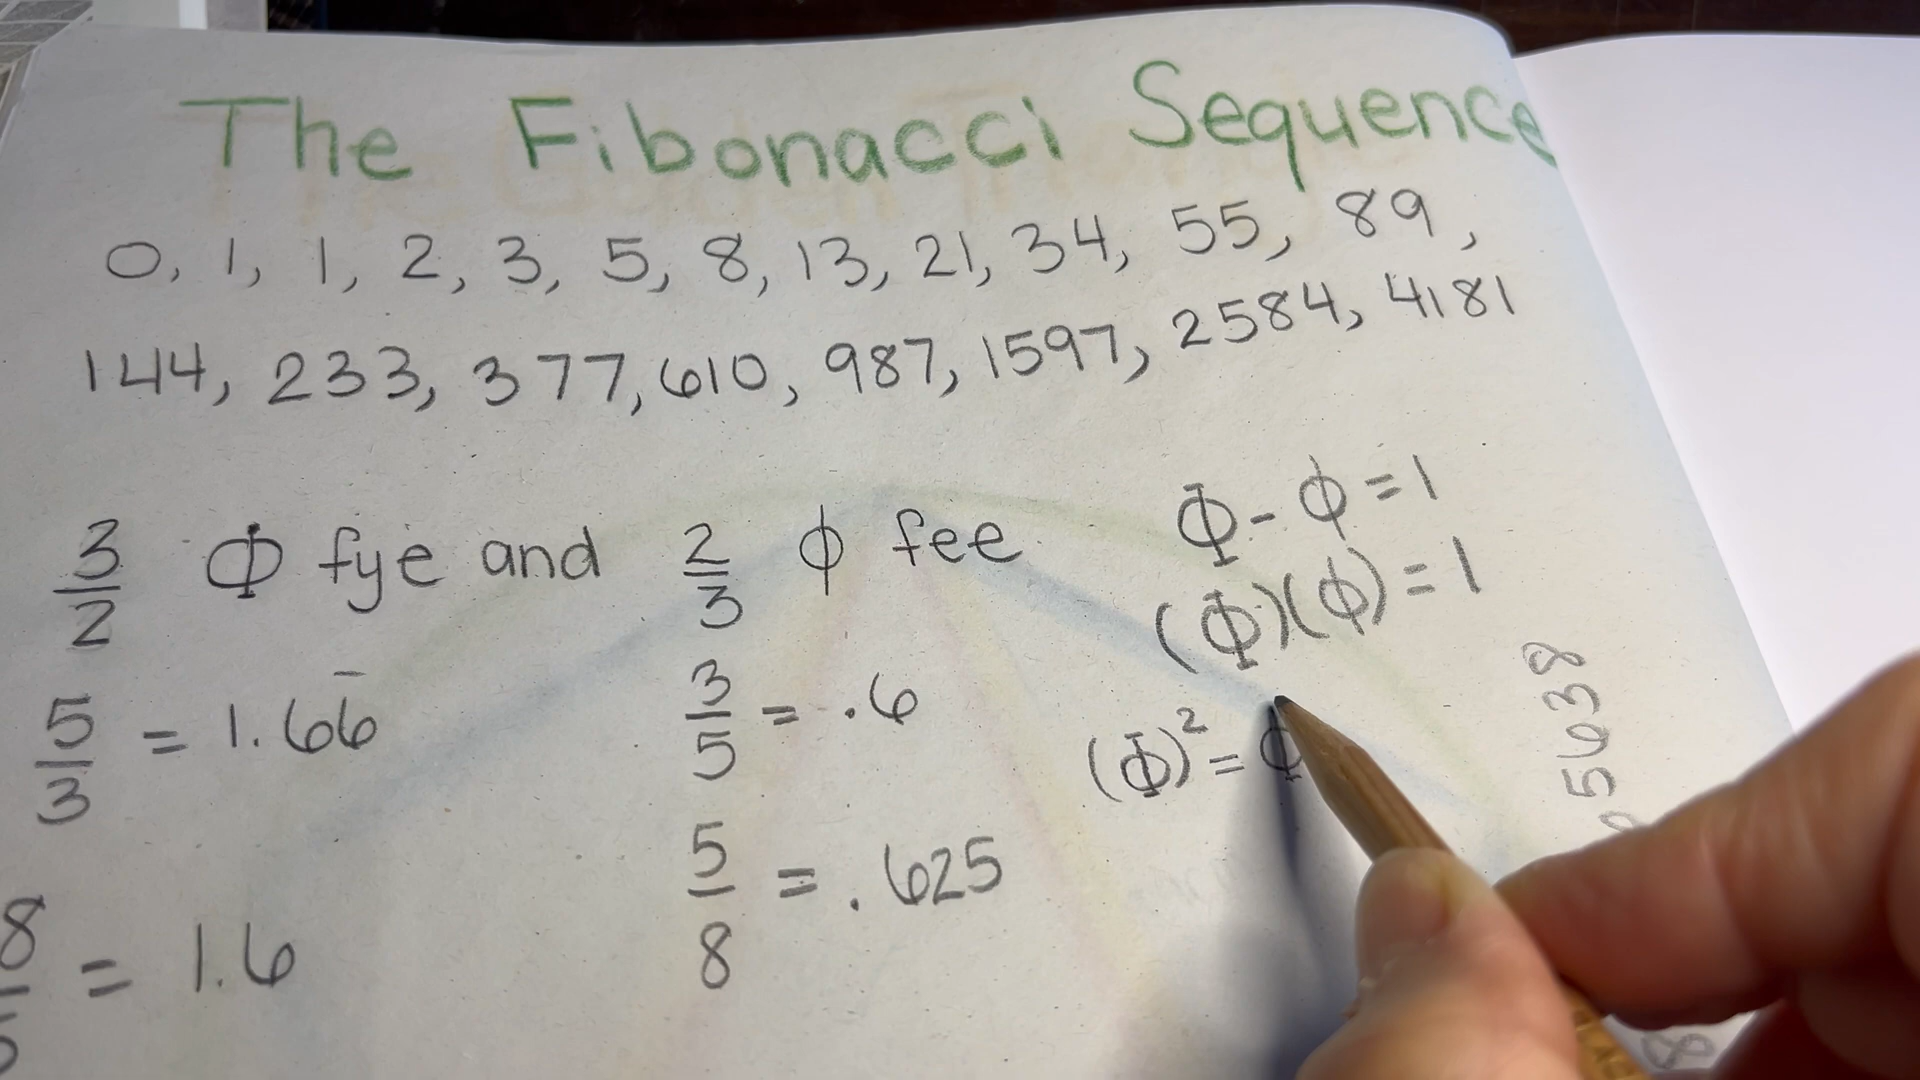 The Fibonacci Sequence
0, 1, 1, 2, 3, 5, 8, 13, 21, 34, 55, 89,
144, 233, 377, 610, 987, 1597, 2584, 4181
3/2 Φ fye and 2/3 ϕ fee
Φ - ϕ = 1
(Φ)(ϕ) = 1
5/3 = 1.66̅
3/5 = .6
(Φ)² = Φ
8/5 = 1.6
5/8 = .625
5638
8